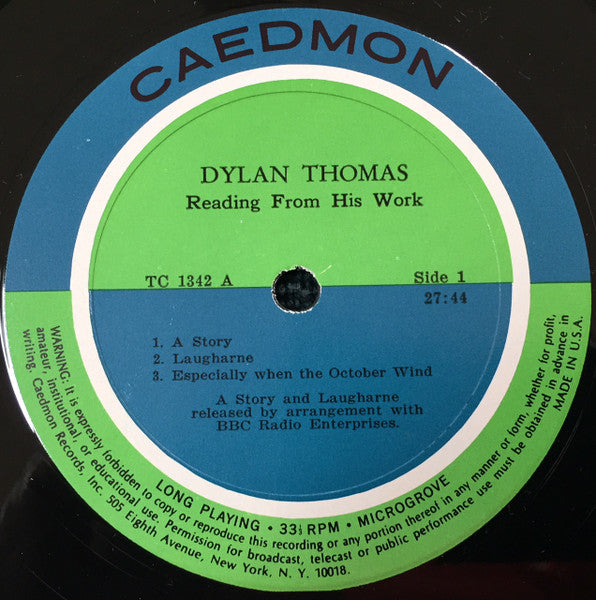 CAEDMON
DYLAN THOMAS
Reading From His Work
TC 1342 A
Side 1
27:44
1. A Story
2. Laugharne
3. Especially when the October Wind
A Story and Laugharne
released by arrangement with
BBC Radio Enterprises.
LONG PLAYING • 33⅓ RPM • MICROGROVE
WARNING: It is expressly forbidden to copy or reproduce this recording or any portion thereof in any manner or form, whether for profit,
amateur, institutional, or educational use. Permission for broadcast, telecast or public performance use must be obtained in advance in
writing. Caedmon Records, Inc. 505 Eighth Avenue, New York, N. Y. 10018.
MADE IN U.S.A.